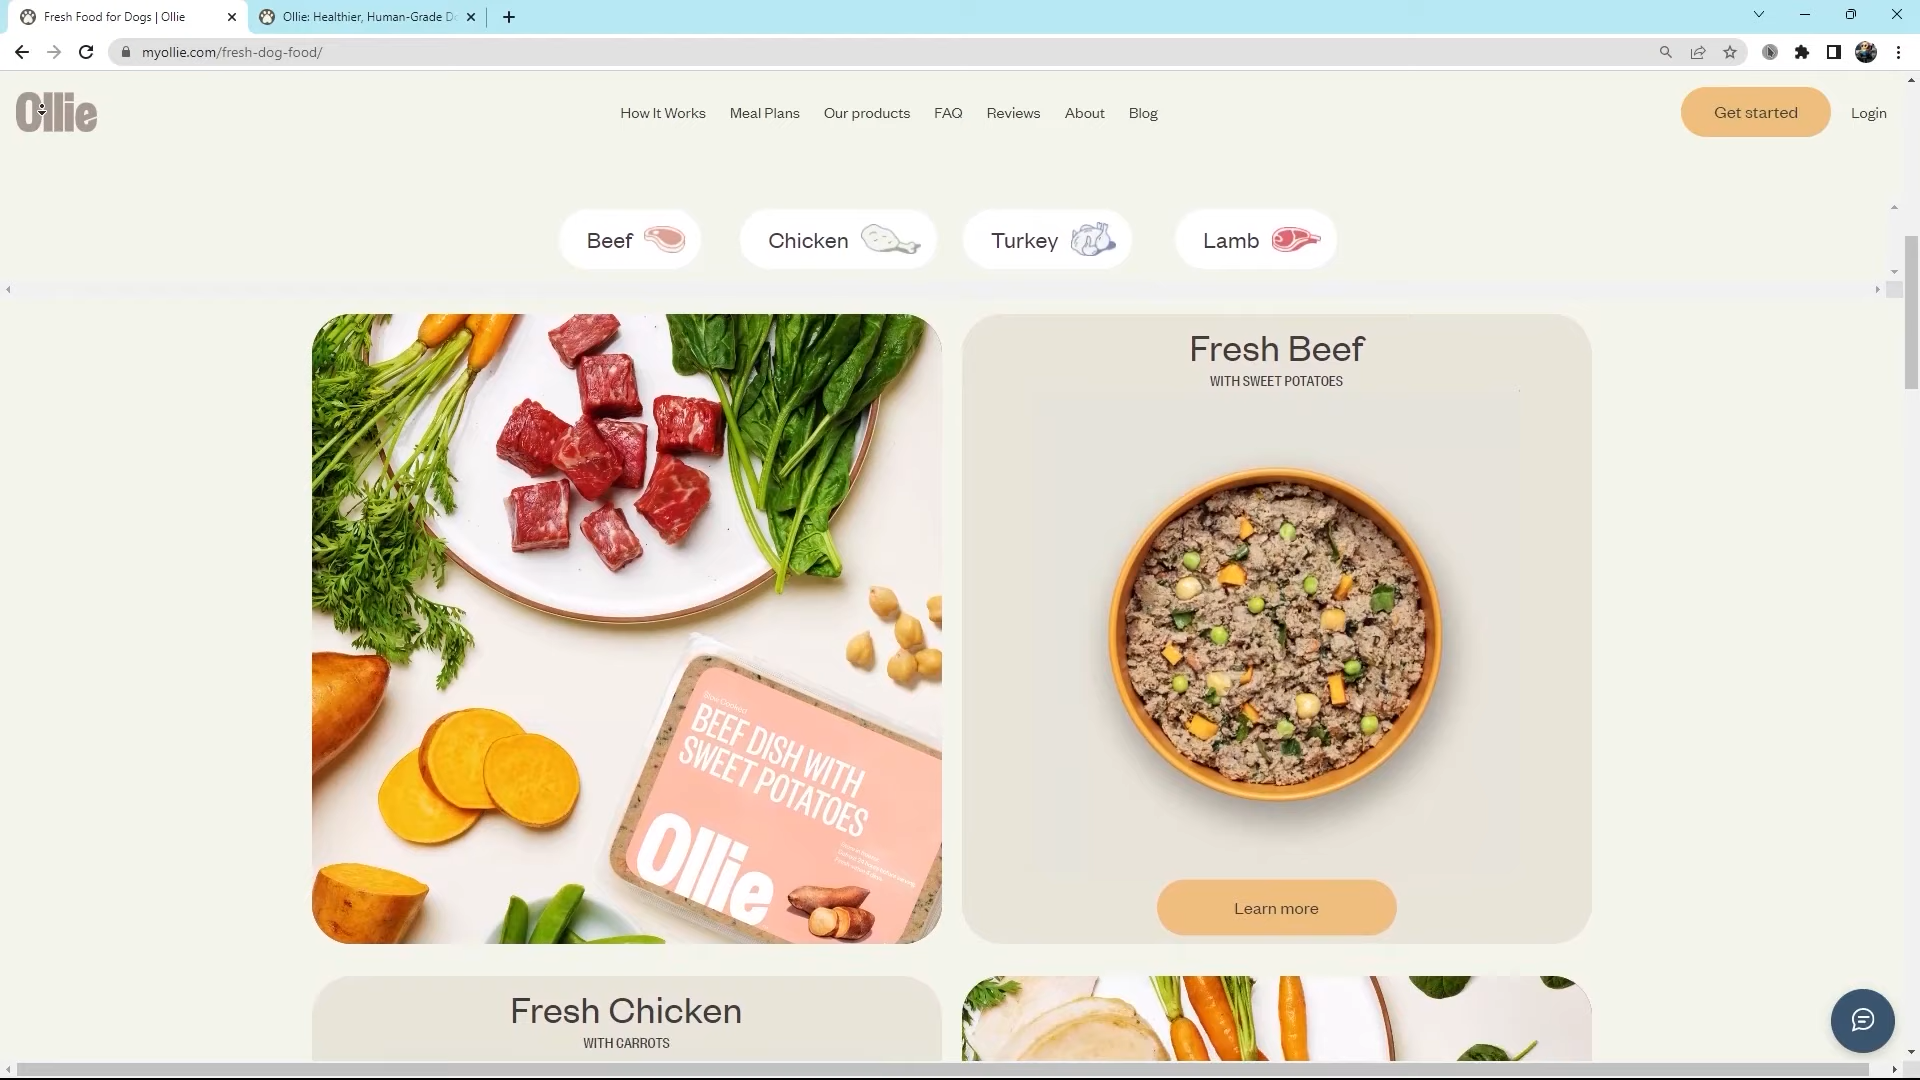 Fresh Food for Dogs | Ollie
Ollie: Healthier, Human-Grade D
myollie.com/fresh-dog-food/
Ollie
How It Works
Meal Plans
Our products
FAQ
Reviews
About
Blog
Get started
Login
Beef
Chicken
Turkey
Lamb
Fresh Beef
WITH SWEET POTATOES
Slow Cooked
BEEF DISH WITH
SWEET POTATOES
Ollie
Learn more
Fresh Chicken
WITH CARROTS